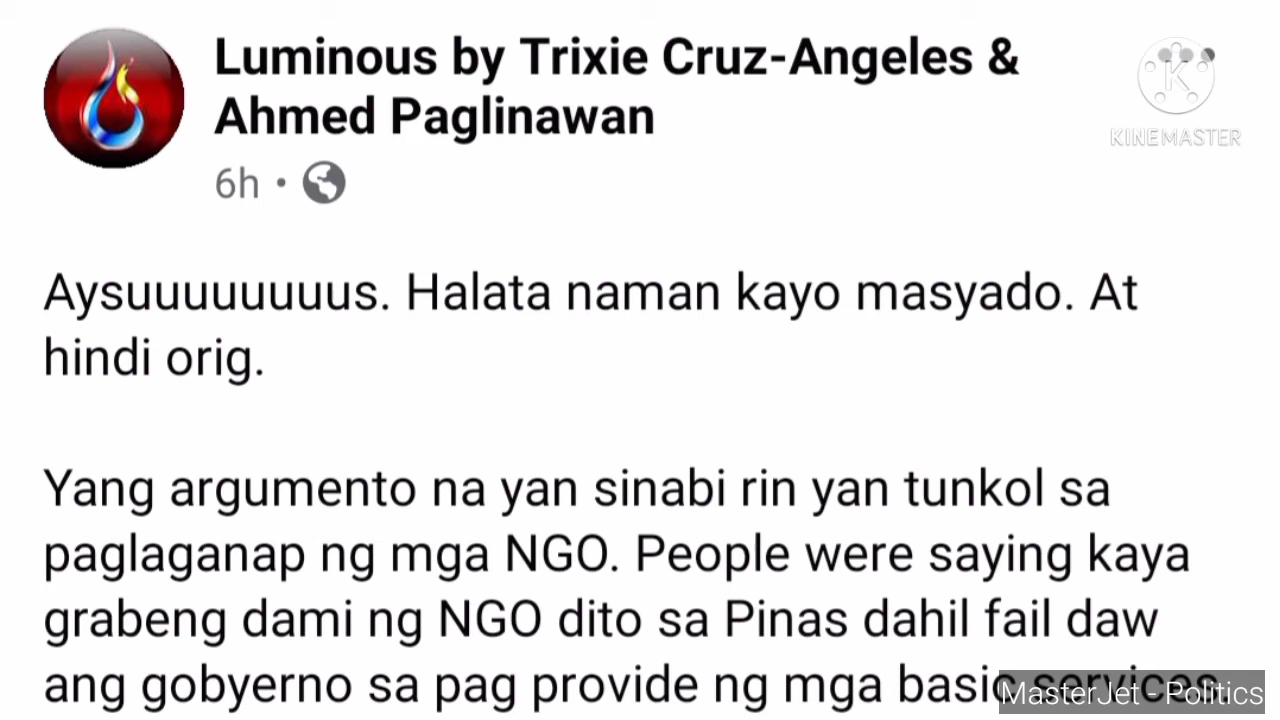 Luminous by Trixie Cruz-Angeles &
Ahmed Paglinawan
6h •
KINEMASTER
Aysuuuuuuuus. Halata naman kayo masyado. At
hindi orig.
Yang argumento na yan sinabi rin yan tunkol sa
paglaganap ng mga NGO. People were saying kaya
grabeng dami ng NGO dito sa Pinas dahil fail daw
ang gobyerno sa pag provide ng mga basic services.
MasterJet - Politics